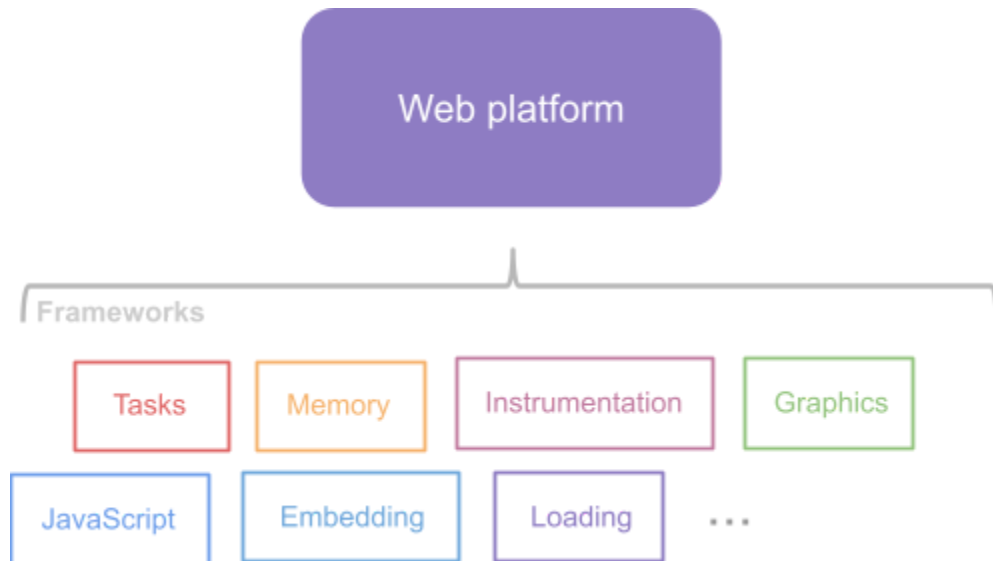 Web platform
Frameworks
Tasks
Memory
Instrumentation
Graphics
JavaScript
Embedding
Loading
...